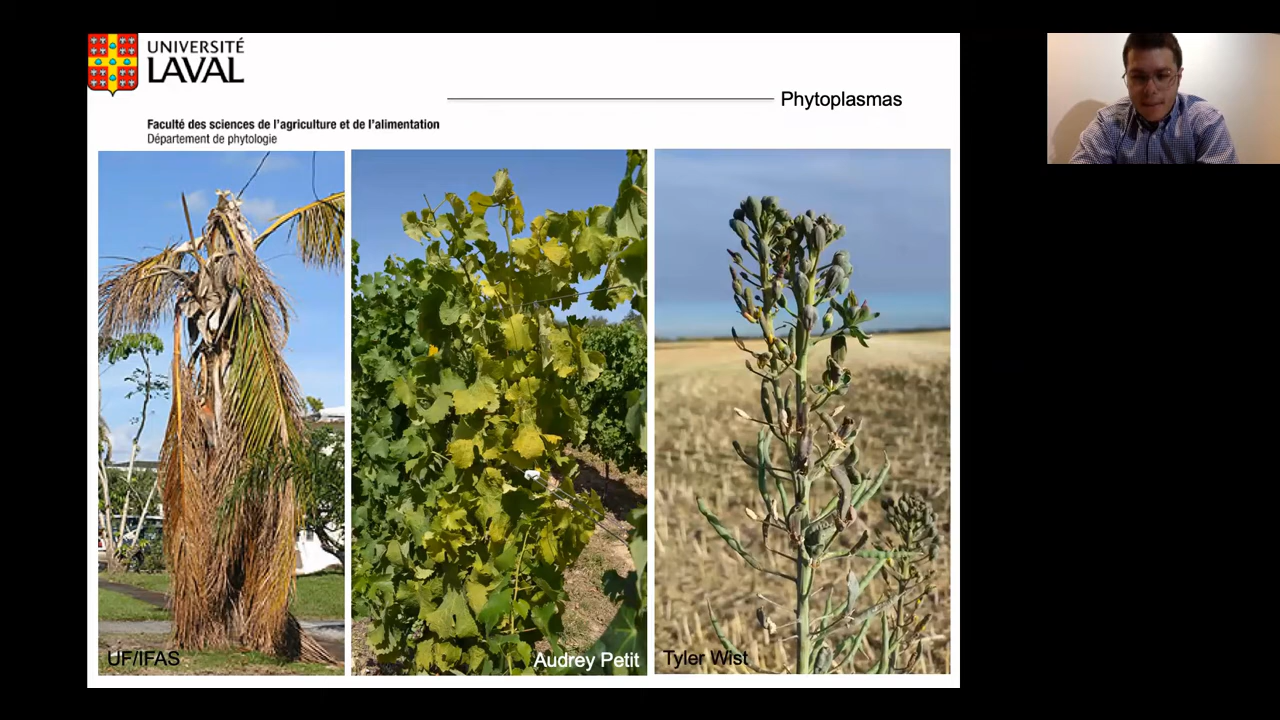 UNIVERSITÉ
LAVAL
Phytoplasmas
Faculté des sciences de l'agriculture et de l'alimentation
Département de phytologie
UF/IFAS
Audrey Petit
Tyler Wist